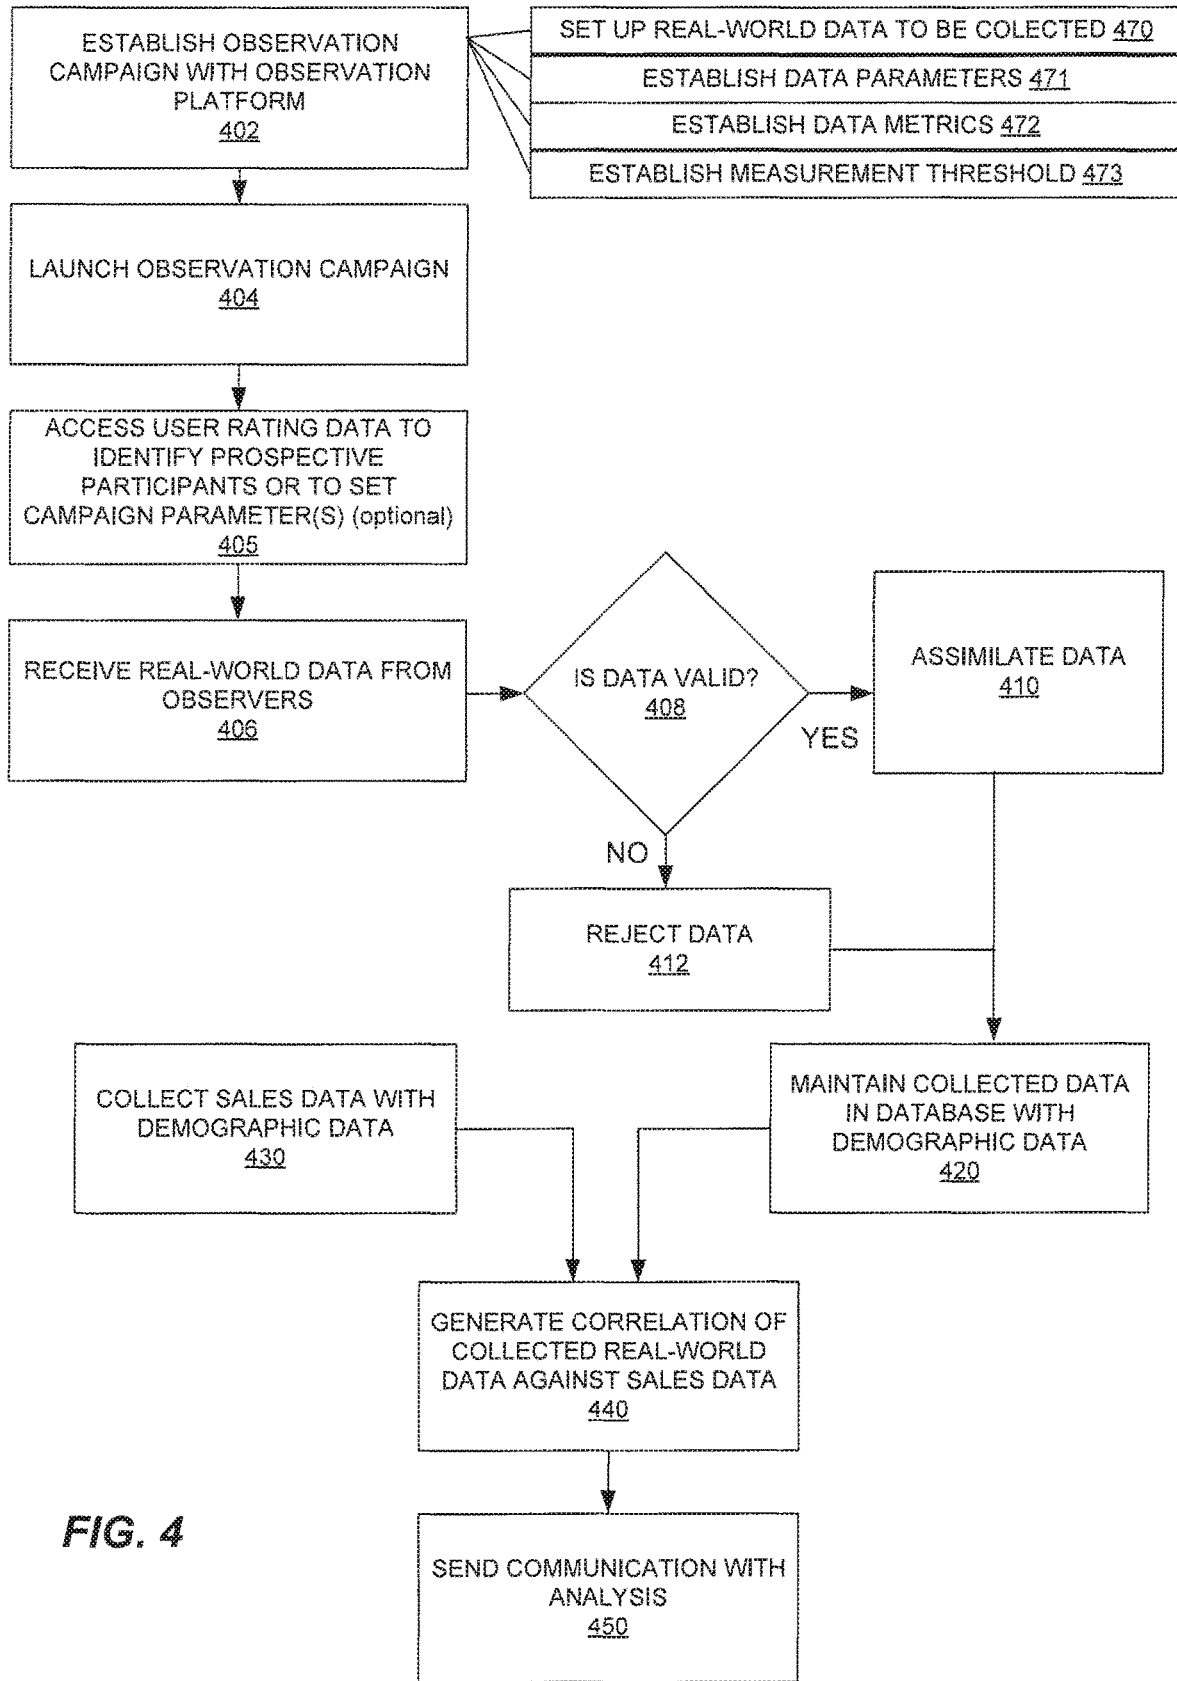 ESTABLISH OBSERVATION
CAMPAIGN WITH OBSERVATION
PLATFORM
402
SET UP REAL-WORLD DATA TO BE COLECTED 470
ESTABLISH DATA PARAMETERS 471
ESTABLISH DATA METRICS 472
ESTABLISH MEASUREMENT THRESHOLD 473
LAUNCH OBSERVATION CAMPAIGN
404
ACCESS USER RATING DATA TO
IDENTIFY PROSPECTIVE
PARTICIPANTS OR TO SET
CAMPAIGN PARAMETER(S) (optional)
405
RECEIVE REAL-WORLD DATA FROM
OBSERVERS
406
IS DATA VALID?
408
YES
ASSIMILATE DATA
410
NO
REJECT DATA
412
COLLECT SALES DATA WITH
DEMOGRAPHIC DATA
430
MAINTAIN COLLECTED DATA
IN DATABASE WITH
DEMOGRAPHIC DATA
420
GENERATE CORRELATION OF
COLLECTED REAL-WORLD
DATA AGAINST SALES DATA
440
FIG. 4
SEND COMMUNICATION WITH
ANALYSIS
450